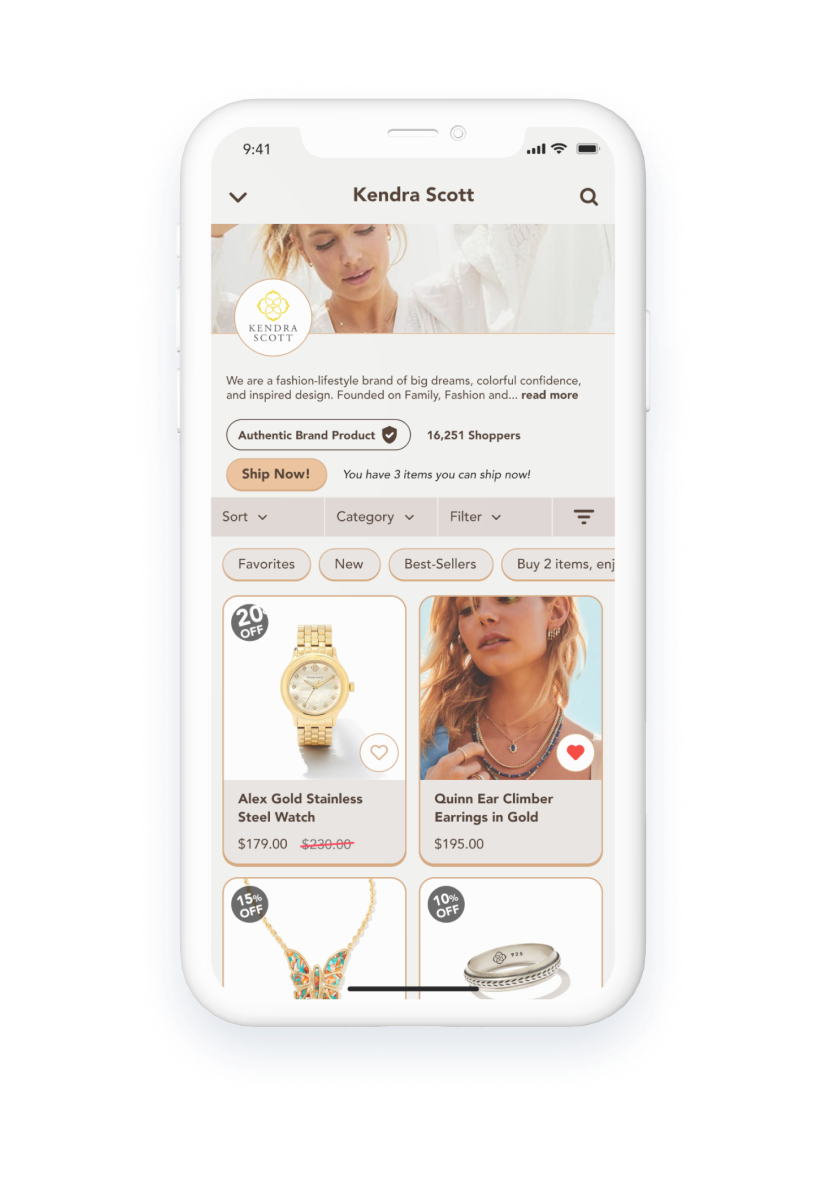 9:41
Kendra Scott
KENDRA
SCOTT
We are a fashion-lifestyle brand of big dreams, colorful confidence,
and inspired design. Founded on Family, Fashion and... read more
Authentic Brand Product
16,251 Shoppers
Ship Now!
You have 3 items you can ship now!
Sort
Category
Filter
Favorites
New
Best-Sellers
Buy 2 items, enj
20
OFF
Alex Gold Stainless
Steel Watch
$179.00 $230.00
Quinn Ear Climber
Earrings in Gold
$195.00
15%
OFF
10%
OFF
925